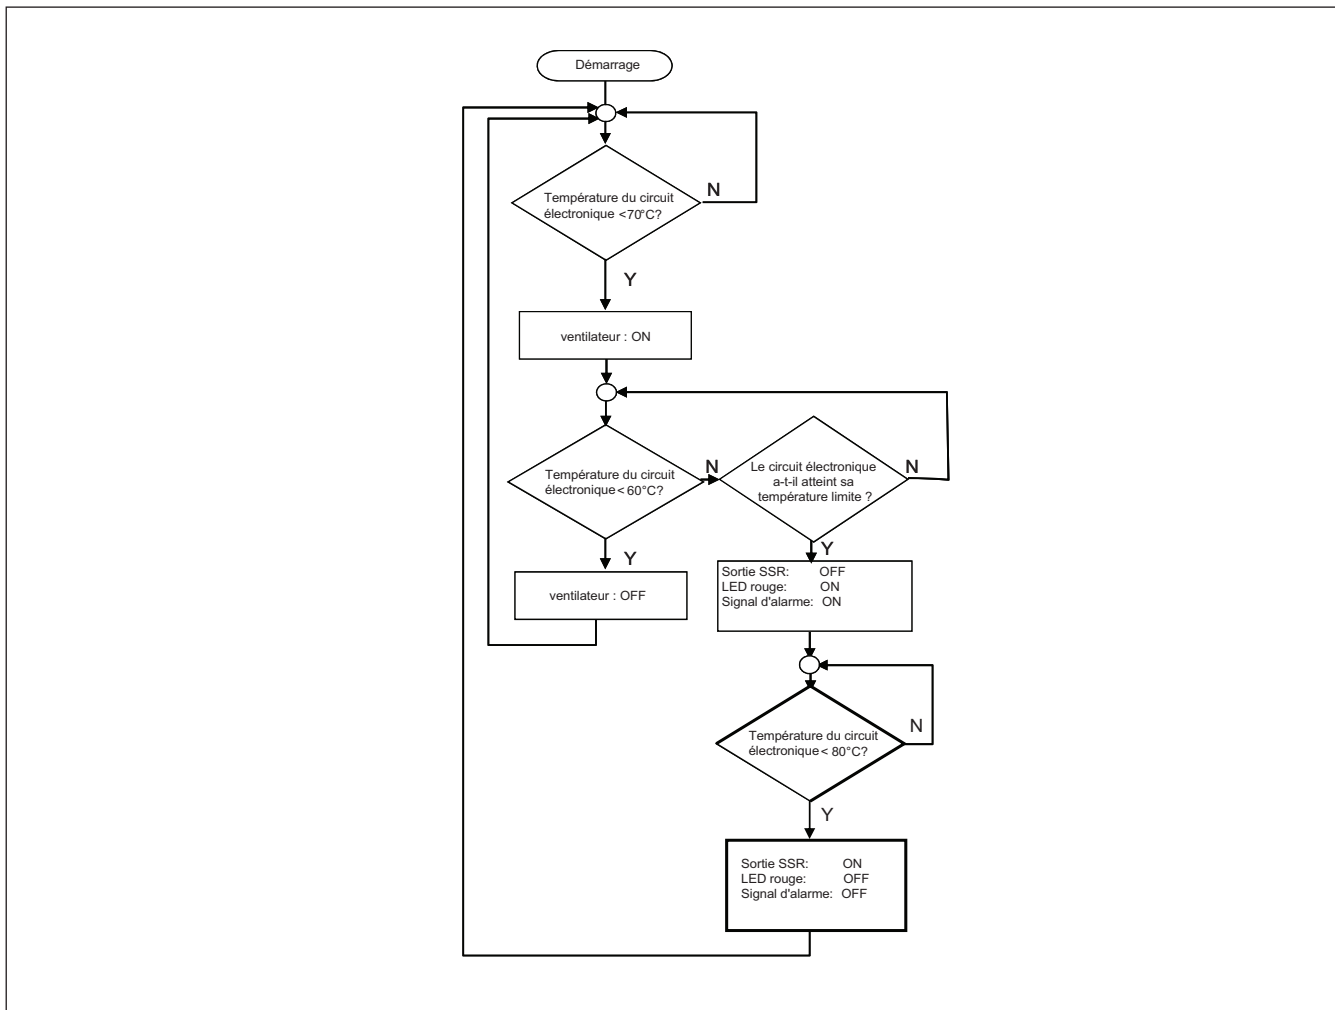 Démarrage
Température du circuit
électronique <70°C?
N
Y
ventilateur : ON
Température du circuit
électronique < 60°C?
N
Le circuit électronique
a-t-il atteint sa
température limite ?
N
Y
Y
ventilateur : OFF
Sortie SSR: OFF
LED rouge: ON
Signal d'alarme: ON
Température du circuit
électronique < 80°C?
N
Y
Sortie SSR: ON
LED rouge: OFF
Signal d'alarme: OFF